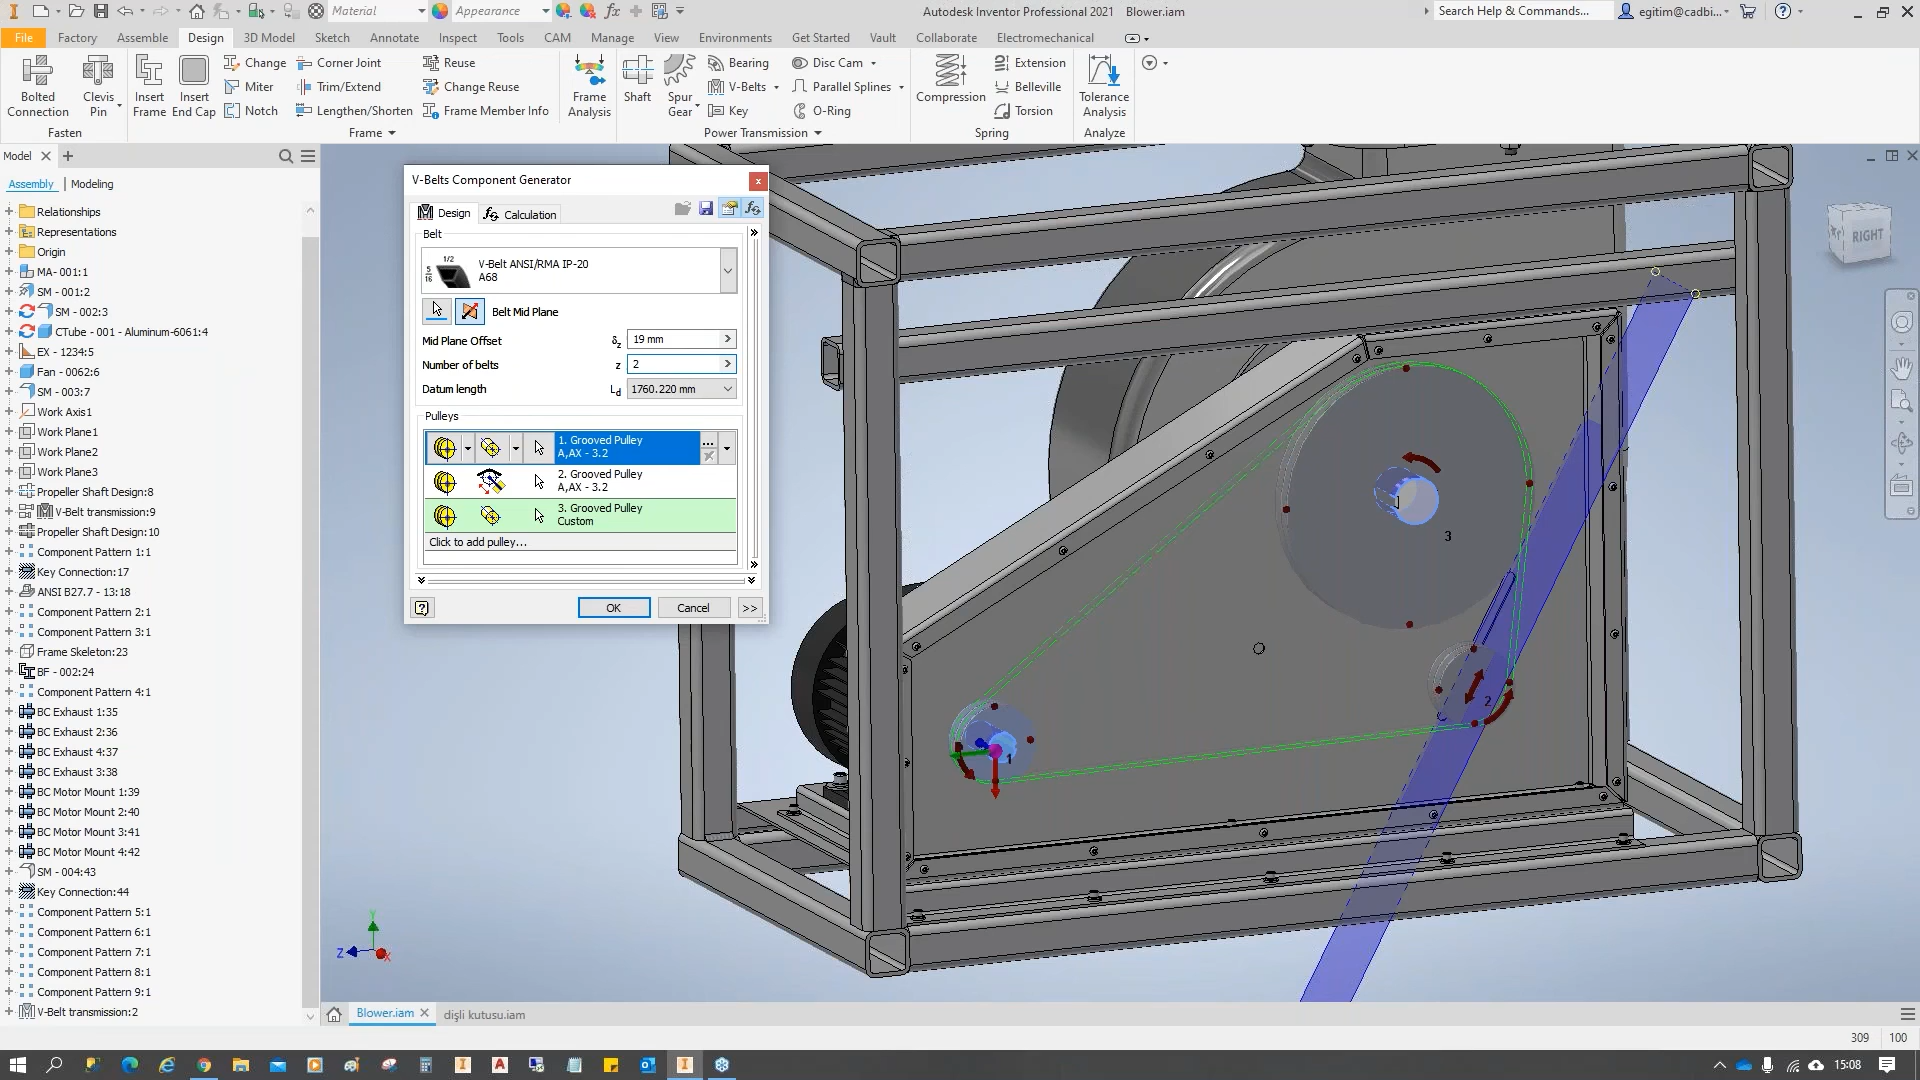 Material
Appearance
Autodesk Inventor Professional 2021 Blower.iam
Search Help & Commands...
egitim@cadbi...
File
Factory
Assemble
Design
3D Model
Sketch
Annotate
Inspect
Tools
CAM
Manage
View
Environments
Get Started
Vault
Collaborate
Electromechanical
Bolted
Connection
Clevis
Pin
Fasten
Insert
Frame
Insert
End Cap
Change
Miter
Notch
Corner Joint
Trim/Extend
Lengthen/Shorten
Reuse
Change Reuse
Frame Member Info
Frame
Frame
Analysis
Shaft
Spur
Gear
Bearing
V-Belts
Key
Disc Cam
Parallel Splines
O-Ring
Power Transmission
Compression
Extension
Belleville
Torsion
Spring
Tolerance
Analysis
Analyze
Model
Assembly
Modeling
Relationships
Representations
Origin
MA- 001:1
SM - 001:2
SM - 002:3
CTube - 001 - Aluminum-6061:4
EX - 1234:5
Fan - 0062:6
SM - 003:7
Work Axis1
Work Plane1
Work Plane2
Work Plane3
Propeller Shaft Design:8
V-Belt transmission:9
Propeller Shaft Design:10
Component Pattern 1:1
Key Connection:17
ANSI B27.7 - 13:18
Component Pattern 2:1
Component Pattern 3:1
Frame Skeleton:23
BF - 002:24
Component Pattern 4:1
BC Exhaust 1:35
BC Exhaust 2:36
BC Exhaust 4:37
BC Exhaust 3:38
BC Motor Mount 1:39
BC Motor Mount 2:40
BC Motor Mount 3:41
BC Motor Mount 4:42
SM - 004:43
Key Connection:44
Component Pattern 5:1
Component Pattern 6:1
Component Pattern 7:1
Component Pattern 8:1
Component Pattern 9:1
V-Belt transmission:2
V-Belts Component Generator
Design
Calculation
Belt
1/2
5
16
V-Belt ANSI/RMA IP-20
A68
Belt Mid Plane
Mid Plane Offset
δz
19 mm
Number of belts
z
2
Datum length
Ld
1760.220 mm
Pulleys
1. Grooved Pulley
A,AX - 3.2
2. Grooved Pulley
A,AX - 3.2
3. Grooved Pulley
Custom
Click to add pulley...
OK
Cancel
>>
RIGHT
3
2
1
Y
Z
X
Blower.iam
dişli kutusu.iam
309
100
15:08